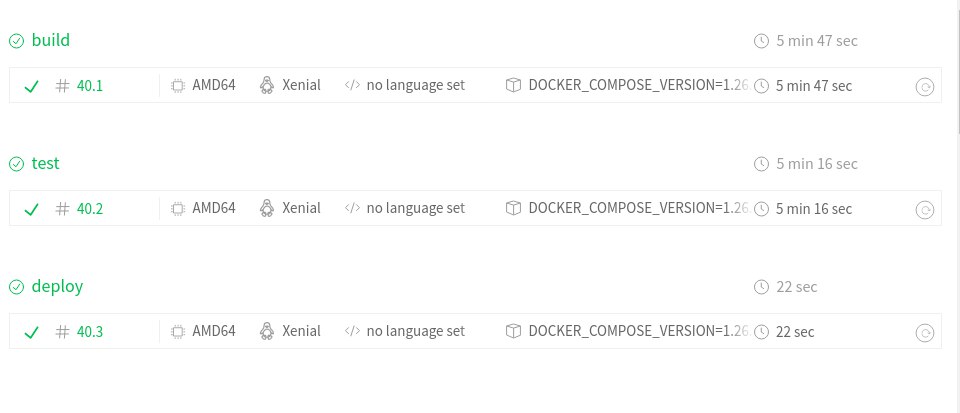 build 5 min 47 sec
# 40.1 AMD64 Xenial </> no language set DOCKER_COMPOSE_VERSION=1.26 5 min 47 sec
test 5 min 16 sec
# 40.2 AMD64 Xenial </> no language set DOCKER_COMPOSE_VERSION=1.26 5 min 16 sec
deploy 22 sec
# 40.3 AMD64 Xenial </> no language set DOCKER_COMPOSE_VERSION=1.26. 22 sec